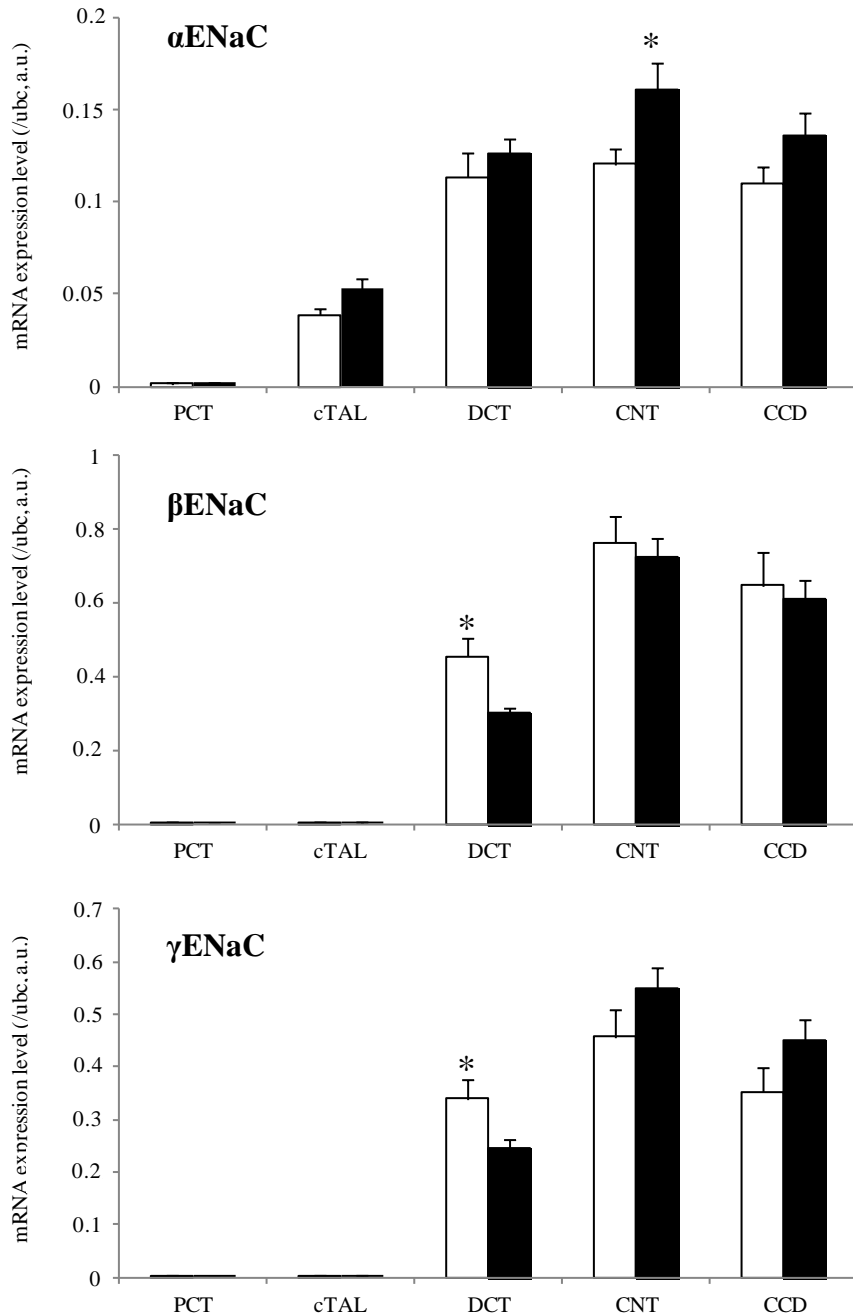 αENaC
mRNA expression level (/ubc, a.u.)
0.2
0.15
0.1
0.05
0
*
PCT cTAL DCT CNT CCD
βENaC
mRNA expression level (/ubc, a.u.)
1
0.8
0.6
0.4
0.2
0
*
PCT cTAL DCT CNT CCD
γENaC
mRNA expression level (/ubc, a.u.)
0.7
0.6
0.5
0.4
0.3
0.2
0.1
0
*
PCT cTAL DCT CNT CCD